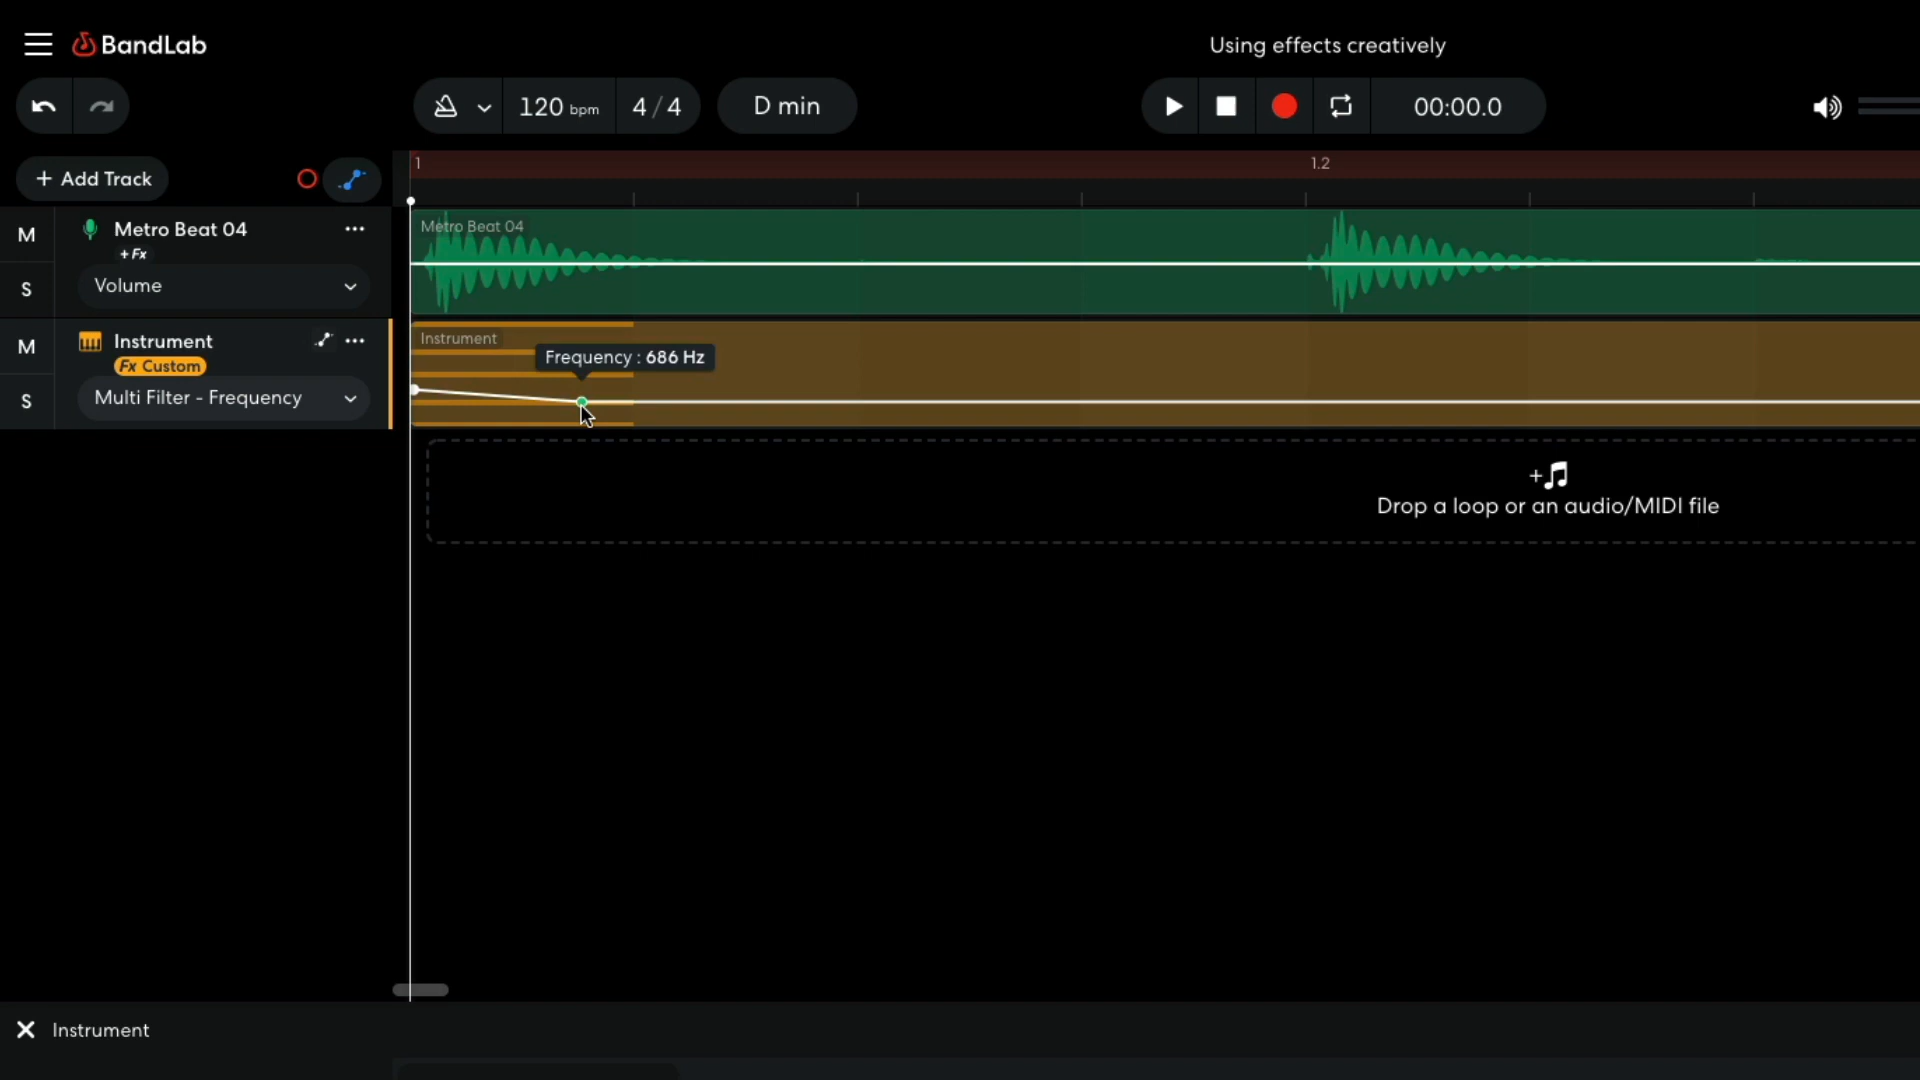 BandLab
Using effects creatively
120 bpm
4 / 4
D min
00:00.0
+ Add Track
1
1.2
M
Metro Beat 04
+ Fx
S
Volume
Metro Beat 04
M
Instrument
Fx Custom
S
Multi Filter - Frequency
Instrument
Frequency : 686 Hz
+
Drop a loop or an audio/MIDI file
Instrument